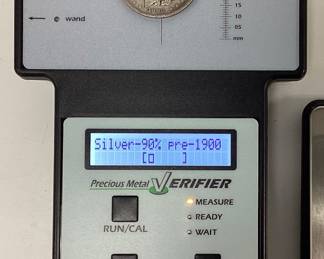 wand
15
10
05
mm
Silver-90% pre-1900
[□ ]
Precious Metal VERIFIER
MEASURE
RUN/CAL
READY
WAIT